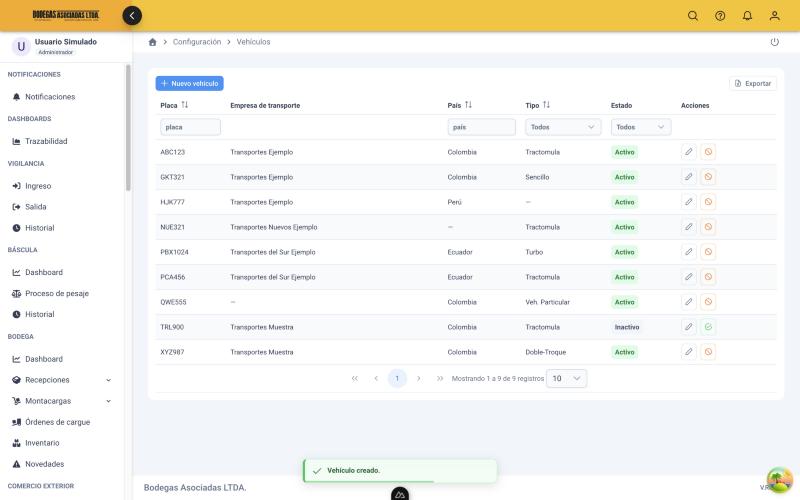 BODEGAS ASOCIADAS LTDA.
U
Usuario Simulado
Administrador
Configuración
Vehículos
NOTIFICACIONES
Notificaciones
DASHBOARDS
Trazabilidad
VIGILANCIA
Ingreso
Salida
Historial
BÁSCULA
Dashboard
Proceso de pesaje
Historial
BODEGA
Dashboard
Recepciones
Montacargas
Órdenes de cargue
Inventario
Novedades
COMERCIO EXTERIOR
+ Nuevo vehículo
Exportar
Placa Empresa de transporte País Tipo Estado Acciones
placa país Todos Todos
ABC123 Transportes Ejemplo Colombia Tractomula Activo
GKT321 Transportes Ejemplo Colombia Sencillo Activo
HJK777 Transportes Ejemplo Perú — Activo
NUE321 Transportes Nuevos Ejemplo — Tractomula Activo
PBX1024 Transportes del Sur Ejemplo Ecuador Turbo Activo
PCA456 Transportes del Sur Ejemplo Ecuador Tractomula Activo
QWE555 — Colombia Veh. Particular Activo
TRL900 Transportes Muestra Colombia Tractomula Inactivo
XYZ987 Transportes Muestra Colombia Doble-Troque Activo
1 Mostrando 1 a 9 de 9 registros 10
Vehículo creado.
Bodegas Asociadas LTDA.